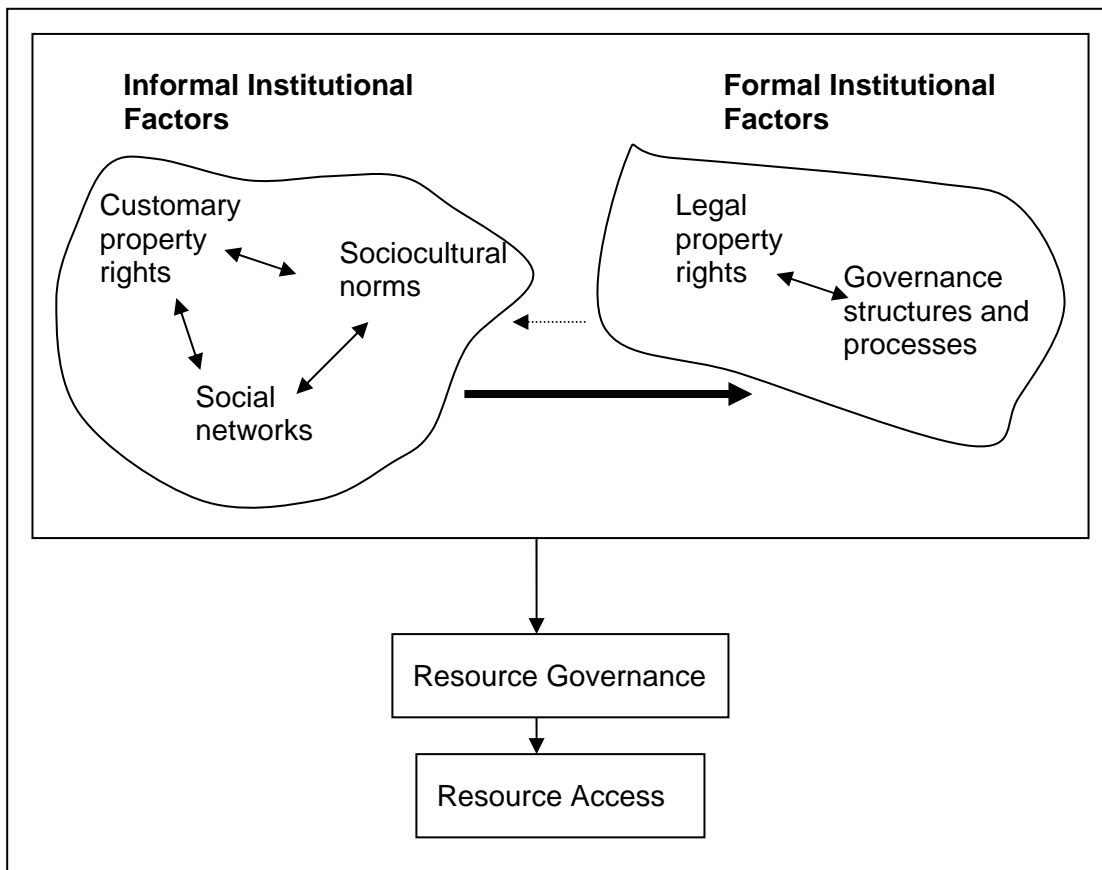 Informal Institutional
Factors
Formal Institutional
Factors
Customary
property
rights
Sociocultural
norms
Social
networks
Legal
property
rights
Governance
structures and
processes
Resource Governance
Resource Access